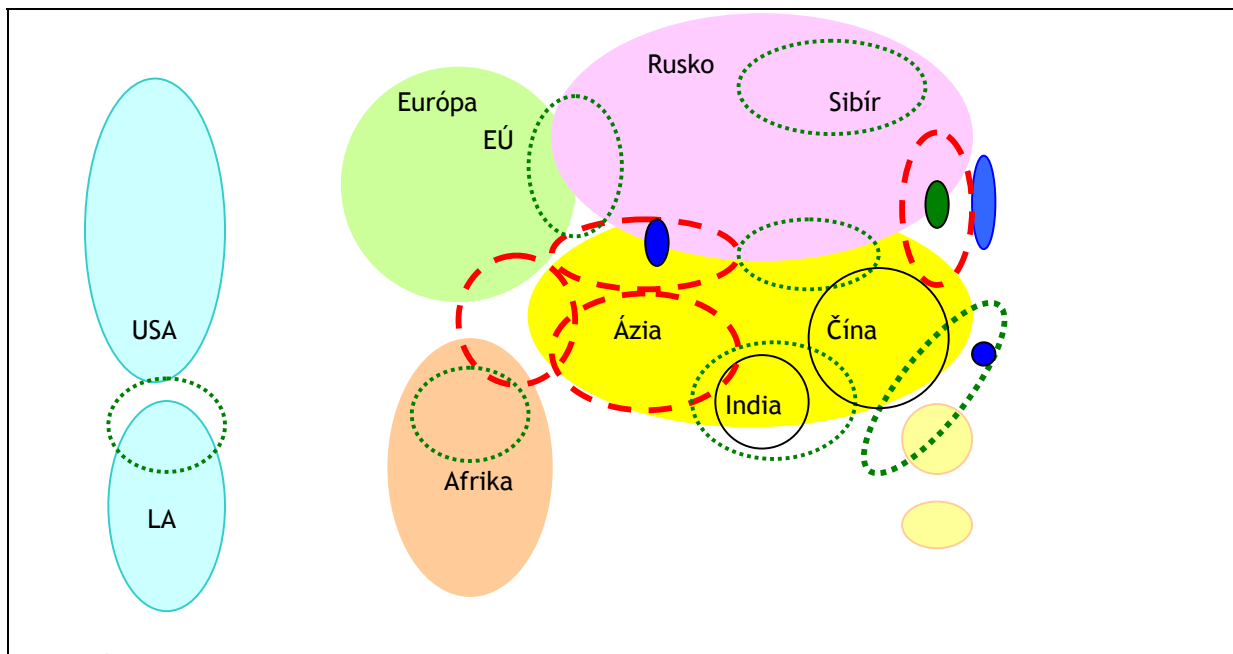 Rusko
Európa
Sibír
EÚ
USA
Ázia
Čína
India
Afrika
LA